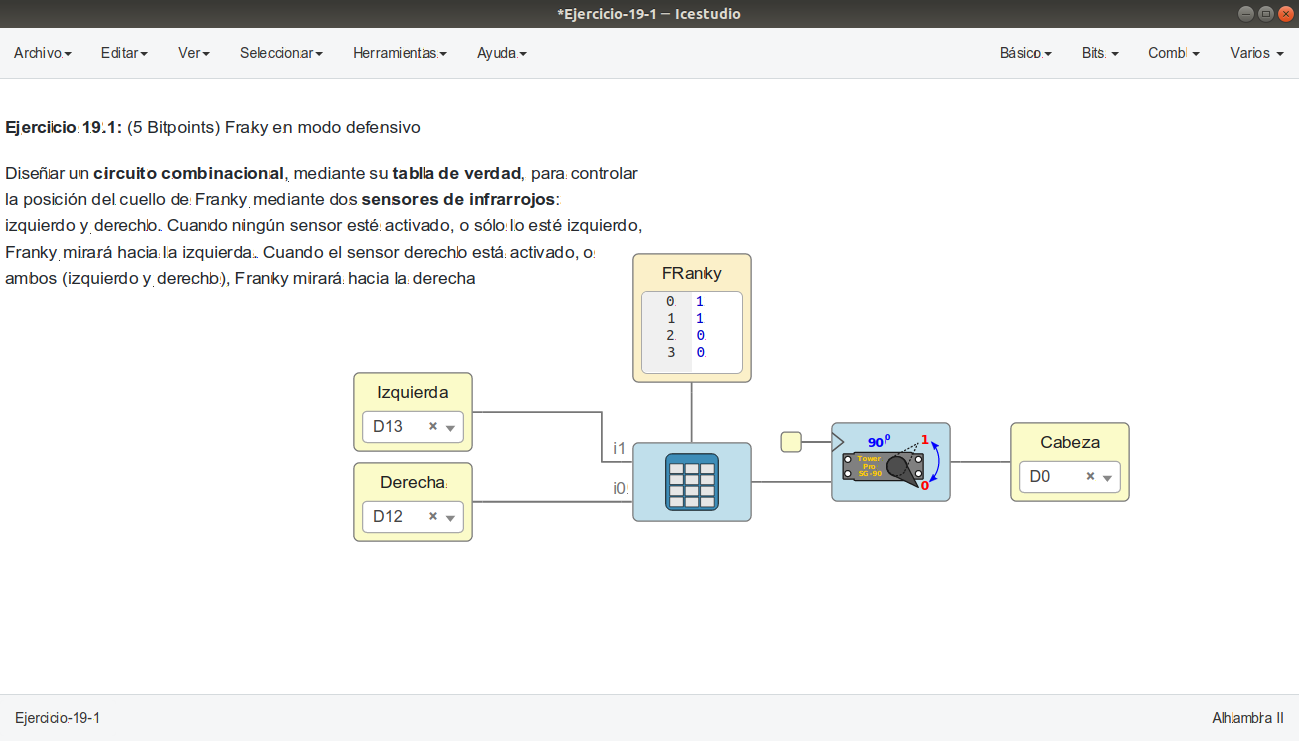 *Ejercicio-19-1 — Icestudio
Archivo Editar Ver Seleccionar Herramientas Ayuda Básico Bits Comb Varios
Ejercicio 19.1: (5 Bitpoints) Fraky en modo defensivo
Diseñar un circuito combinacional, mediante su tabla de verdad, para controlar
la posición del cuello de Franky mediante dos sensores de infrarrojos:
izquierdo y derecho. Cuando ningún sensor esté activado, o sólo lo esté izquierdo,
Franky mirará hacia la izquierda. Cuando el sensor derecho está activado, o
ambos (izquierdo y derecho), Franky mirará hacia la derecha
FRanky
0 1
1 1
2 0
3 0
Izquierda
D13 × 
Derecha
D12 ×
i1
i0
90º
1
Tower
Pro
SG-90
0
Cabeza
D0 ×
Ejercicio-19-1
Alhambra II